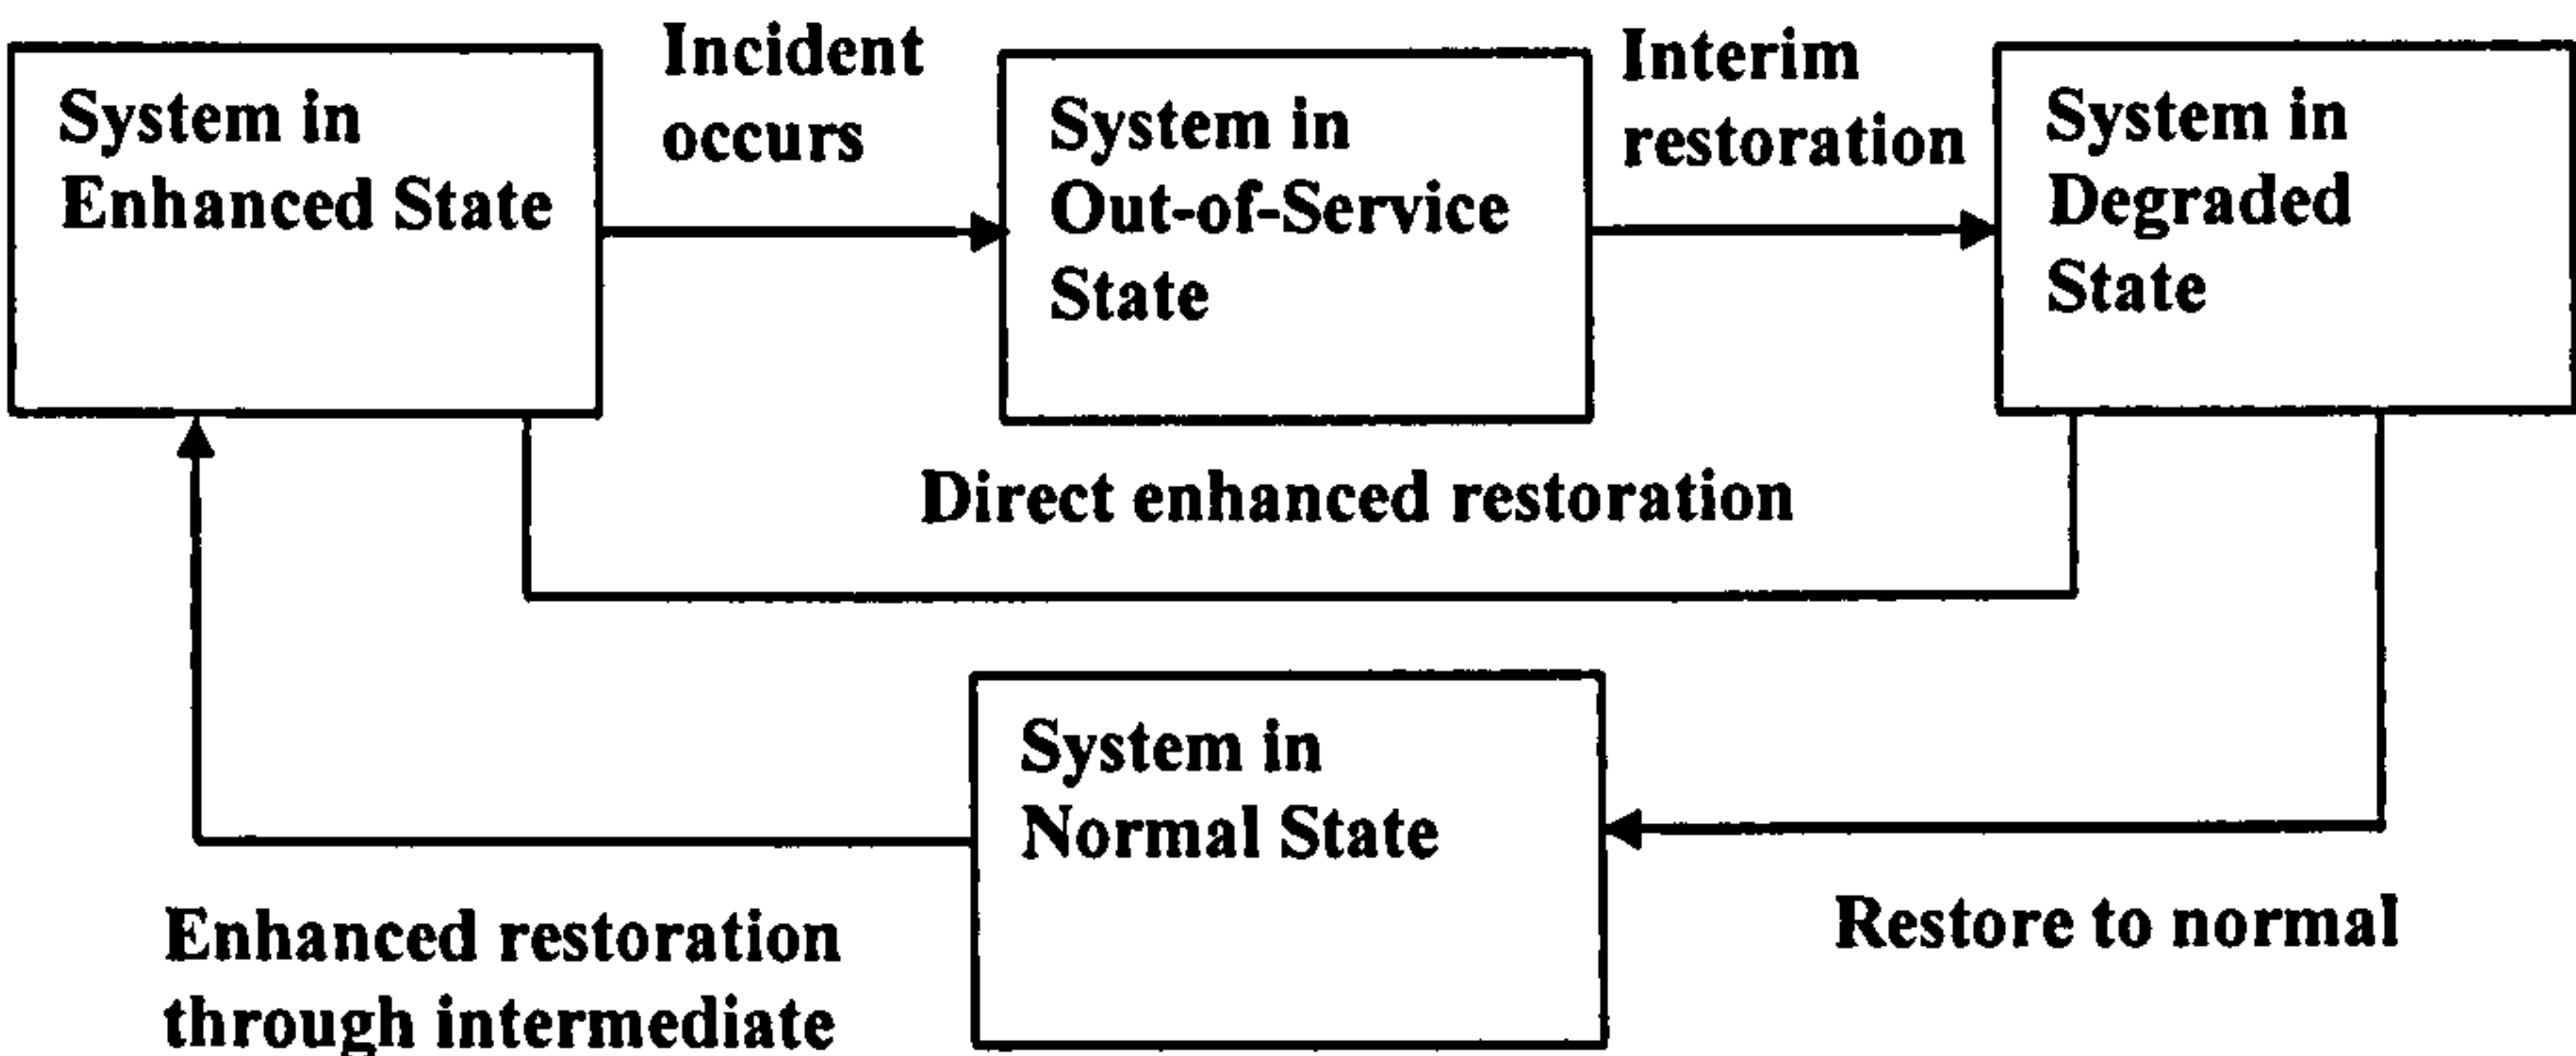 System in
Enhanced State
Incident
occurs
System in
Out-of-Service
State
Interim
restoration
System in
Degraded
State
Direct enhanced restoration
System in
Normal State
Enhanced restoration
through intermediate
Restore to normal